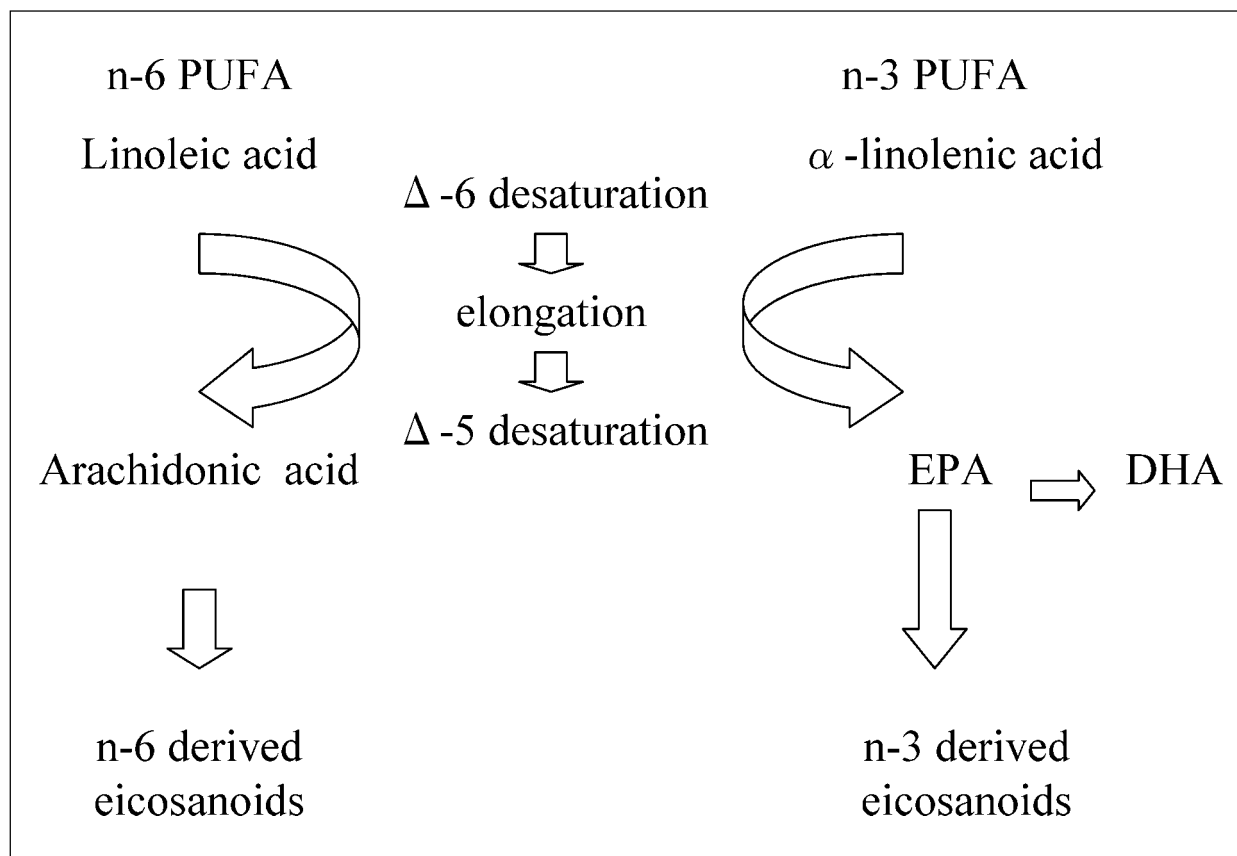 n-6 PUFA
n-3 PUFA
Linoleic acid
α-linolenic acid
Δ-6 desaturation
elongation
Δ-5 desaturation
Arachidonic acid
EPA
DHA
n-6 derived
eicosanoids
n-3 derived
eicosanoids